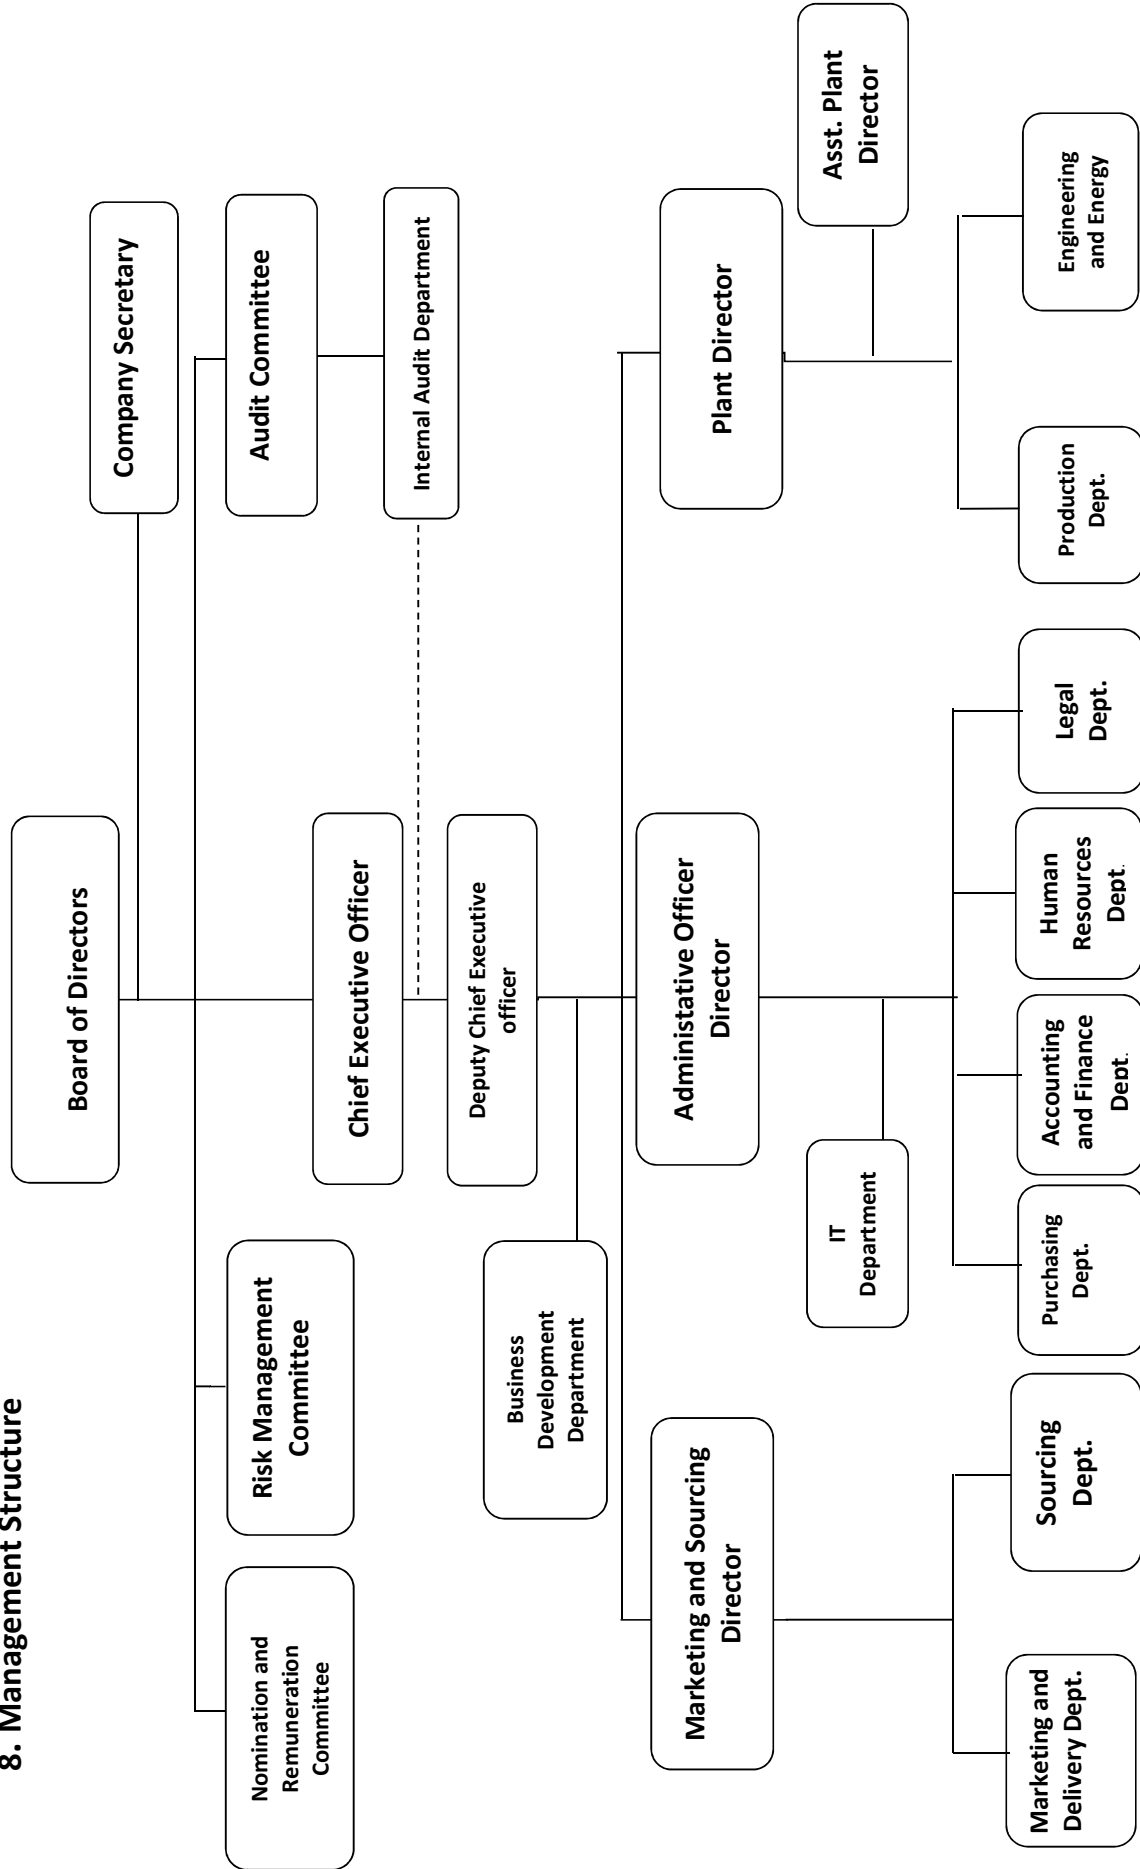 8. Management Structure
Board of Directors
Company Secretary
Nomination and
Remuneration
Committee
Risk Management
Committee
Audit Committee
Chief Executive Officer
Internal Audit Department
Deputy Chief Executive
officer
Business
Development
Department
Marketing and Sourcing
Director
Administative Officer
Director
Plant Director
IT
Department
Asst. Plant
Director
Marketing and
Delivery Dept.
Sourcing
Dept.
Purchasing
Dept.
Accounting
and Finance
Dept.
Human
Resources
Dept.
Legal
Dept.
Production
Dept.
Engineering
and Energy